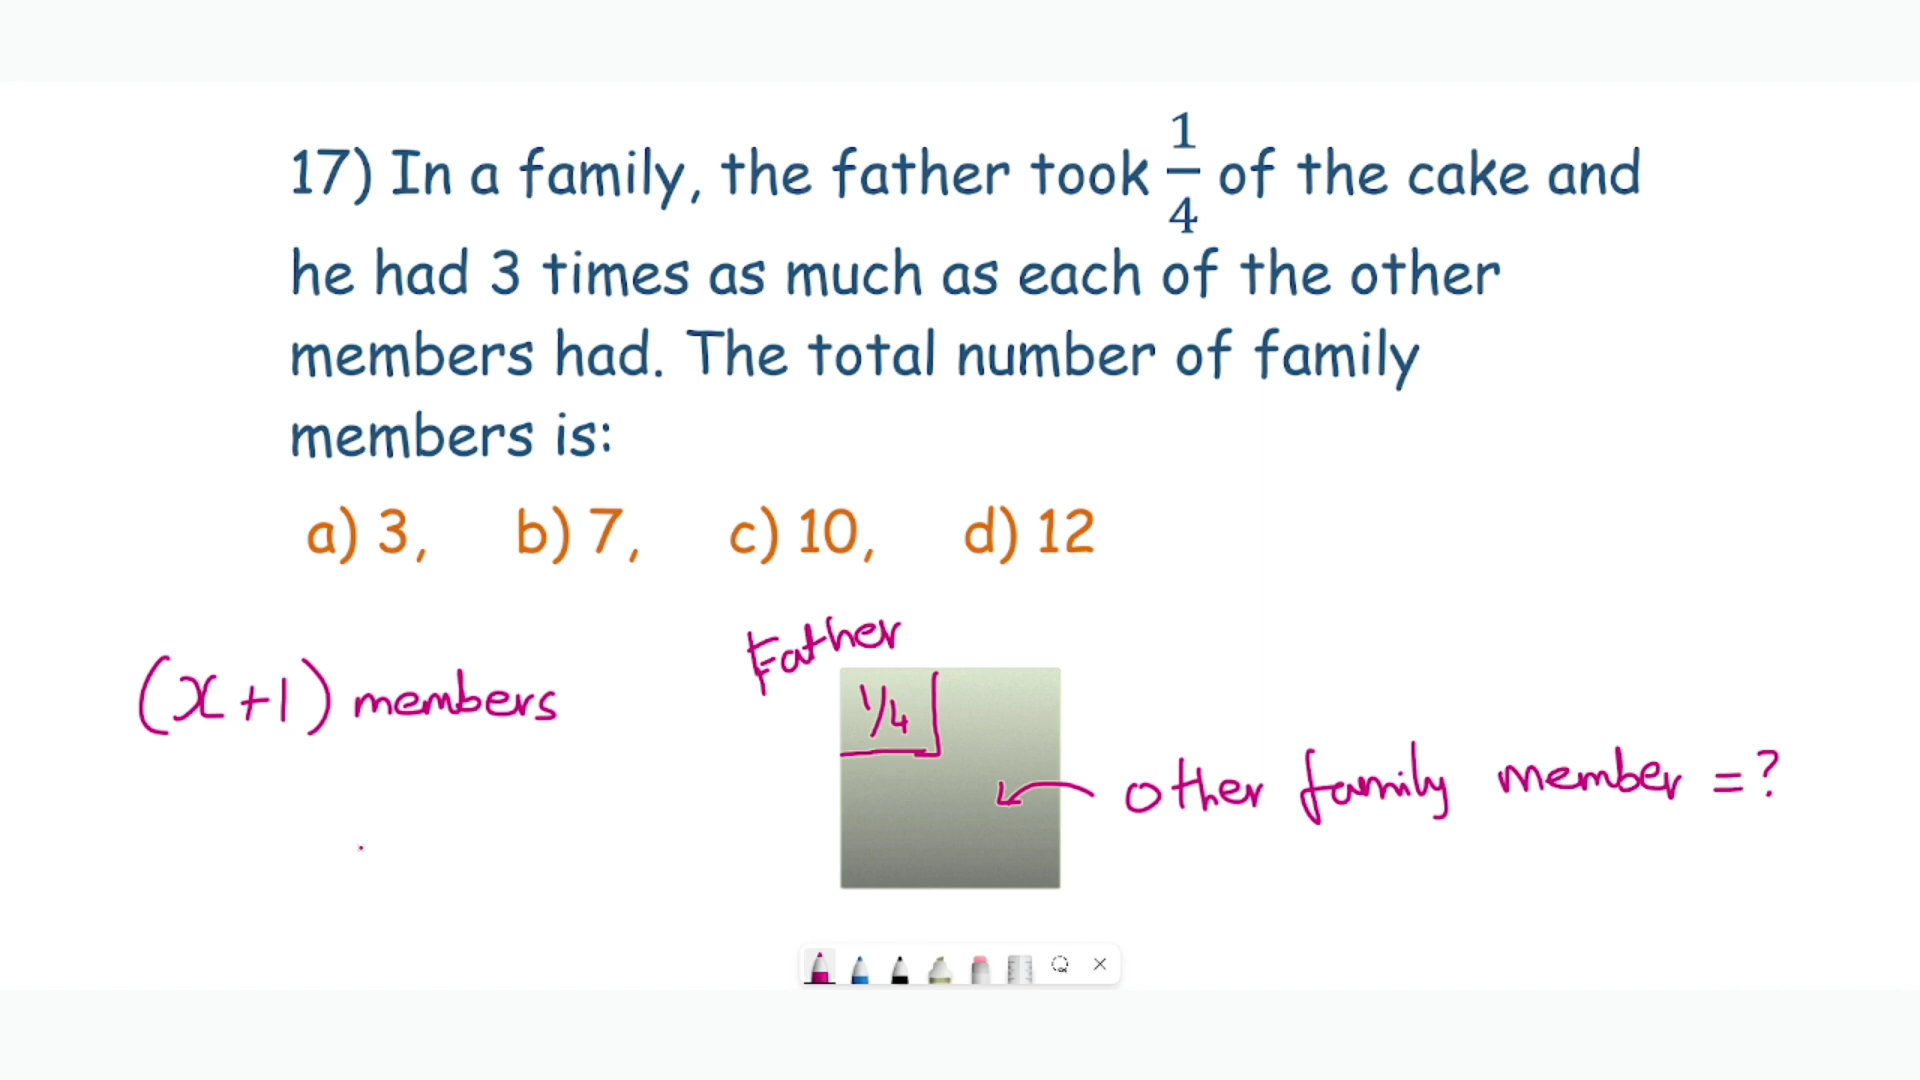 17) In a family, the father took 1/4 of the cake and
he had 3 times as much as each of the other
members had. The total number of family
members is:
a) 3, b) 7, c) 10, d) 12
Father
(x+1) members
1/4
other family member = ?